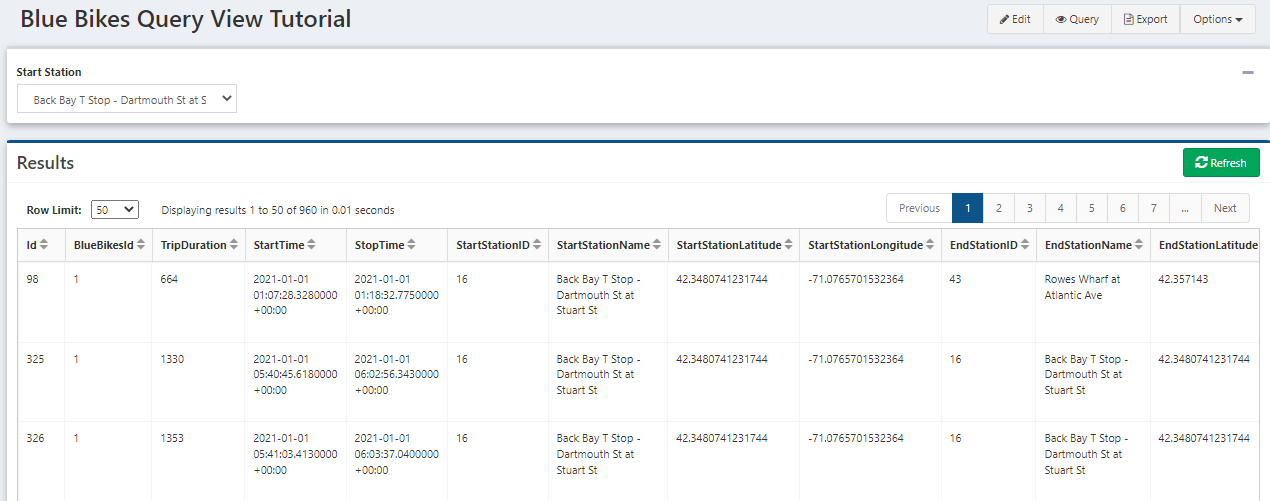 Blue Bikes Query View Tutorial
Edit Query Export Options
Start Station
Back Bay T Stop - Dartmouth St at S
Results
Refresh
Row Limit: 50 Displaying results 1 to 50 of 960 in 0.01 seconds Previous 1 2 3 4 5 6 7 ... Next
Id BlueBikesId TripDuration StartTime StopTime StartStationID StartStationName StartStationLatitude StartStationLongitude EndStationID EndStationName EndStationLatitude
98 1 664 2021-01-01 2021-01-01 16 Back Bay T Stop - 42.3480741231744 -71.0765701532364 43 Rowes Wharf at 42.357143
01:07:28.3280000 01:18:32.7750000 Dartmouth St at Atlantic Ave
+00:00 +00:00 Stuart St
325 1 1330 2021-01-01 2021-01-01 16 Back Bay T Stop - 42.3480741231744 -71.0765701532364 16 Back Bay T Stop - 42.3480741231744
05:40:45.6180000 06:02:56.3430000 Dartmouth St at Dartmouth St at
+00:00 +00:00 Stuart St Stuart St
326 1 1353 2021-01-01 2021-01-01 16 Back Bay T Stop - 42.3480741231744 -71.0765701532364 16 Back Bay T Stop - 42.3480741231744
05:41:03.4130000 06:03:37.0400000 Dartmouth St at Dartmouth St at
+00:00 +00:00 Stuart St Stuart St